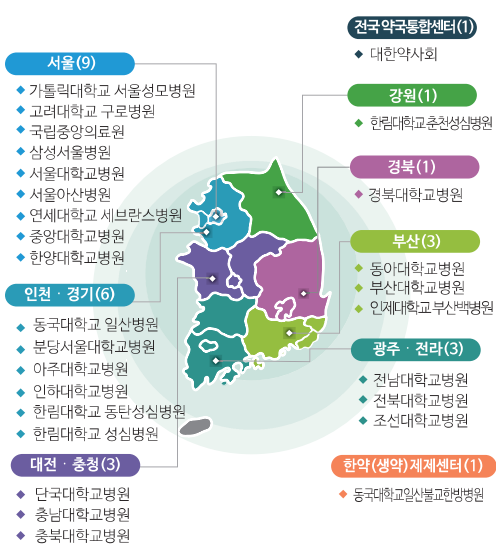 전국 약국통합센터(1)
대한약사회
서울(9)
가톨릭대학교 서울성모병원
고려대학교 구로병원
국립중앙의료원
삼성서울병원
서울대학교병원
서울아산병원
연세대학교 세브란스병원
중앙대학교병원
한양대학교병원
강원(1)
한림대학교춘천성심병원
경북(1)
경북대학교병원
부산(3)
동아대학교병원
부산대학교병원
인제대학교부산백병원
인천 · 경기(6)
동국대학교 일산병원
분당서울대학교병원
아주대학교병원
인하대학교병원
한림대학교 동탄성심병원
한림대학교 성심병원
광주 · 전라(3)
전남대학교병원
전북대학교병원
조선대학교병원
대전 · 충청(3)
단국대학교병원
충남대학교병원
충북대학교병원
한약(생약)제제센터(1)
동국대학교일산불교한방병원